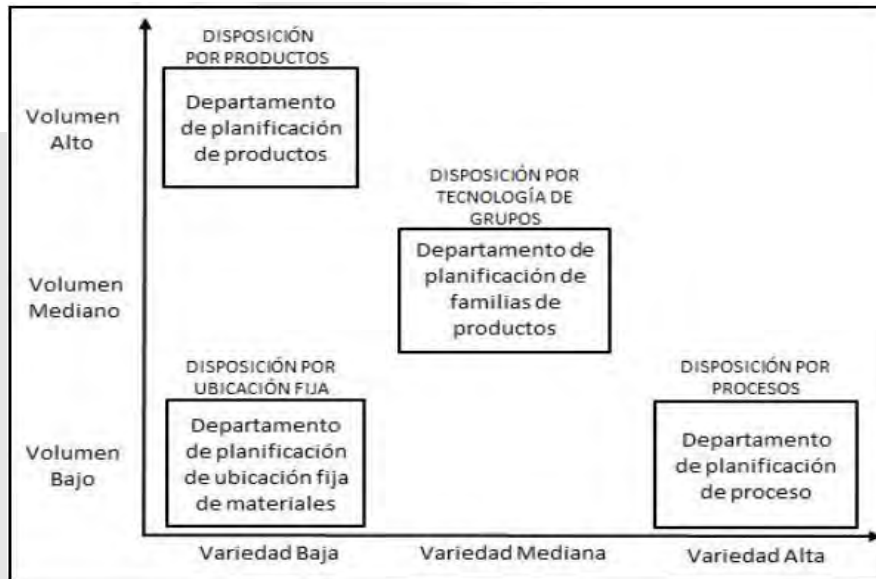 DISPOSICIÓN
POR PRODUCTOS
Departamento
de planificación
de productos
Volumen
Alto
DISPOSICIÓN POR
TECNOLOGÍA DE
GRUPOS
Departamento de
planificación de
familias de
productos
Volumen
Mediano
DISPOSICIÓN POR
UBICACIÓN FIJA
Departamento
de planificación
de ubicación fija
de materiales
DISPOSICIÓN POR
PROCESOS
Departamento
de planificación
de proceso
Volumen
Bajo
Variedad Baja
Variedad Mediana
Variedad Alta